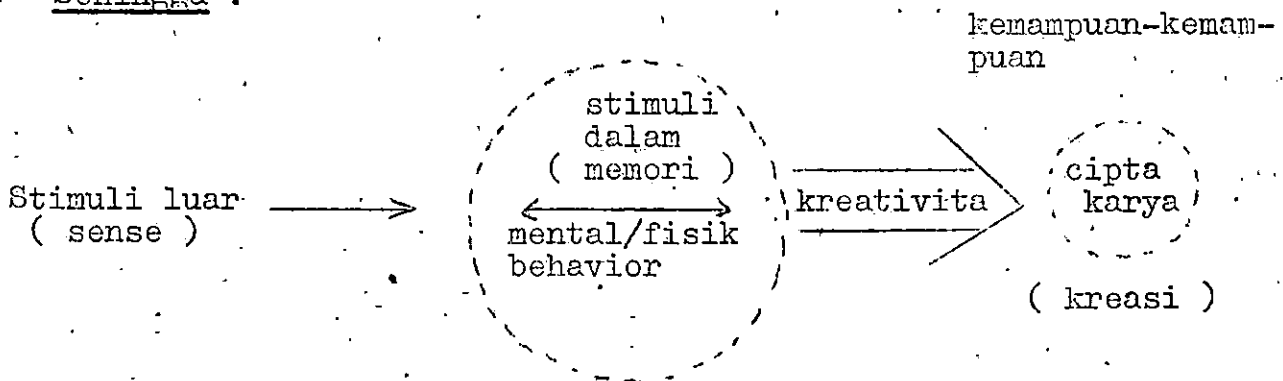 Sehingga :
kemampuan-kemam-
puan
Stimuli luar
( sense )
stimuli
dalam
( memori )
mental/fisik
behavior
kreativita
cipta
karya
( kreasi )